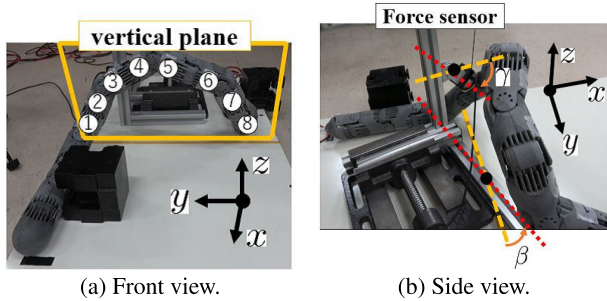 vertical plane
1 2 3 4 5 6 7 8
z
y
x
(a) Front view.
Force sensor
γ
z
x
y
β
(b) Side view.